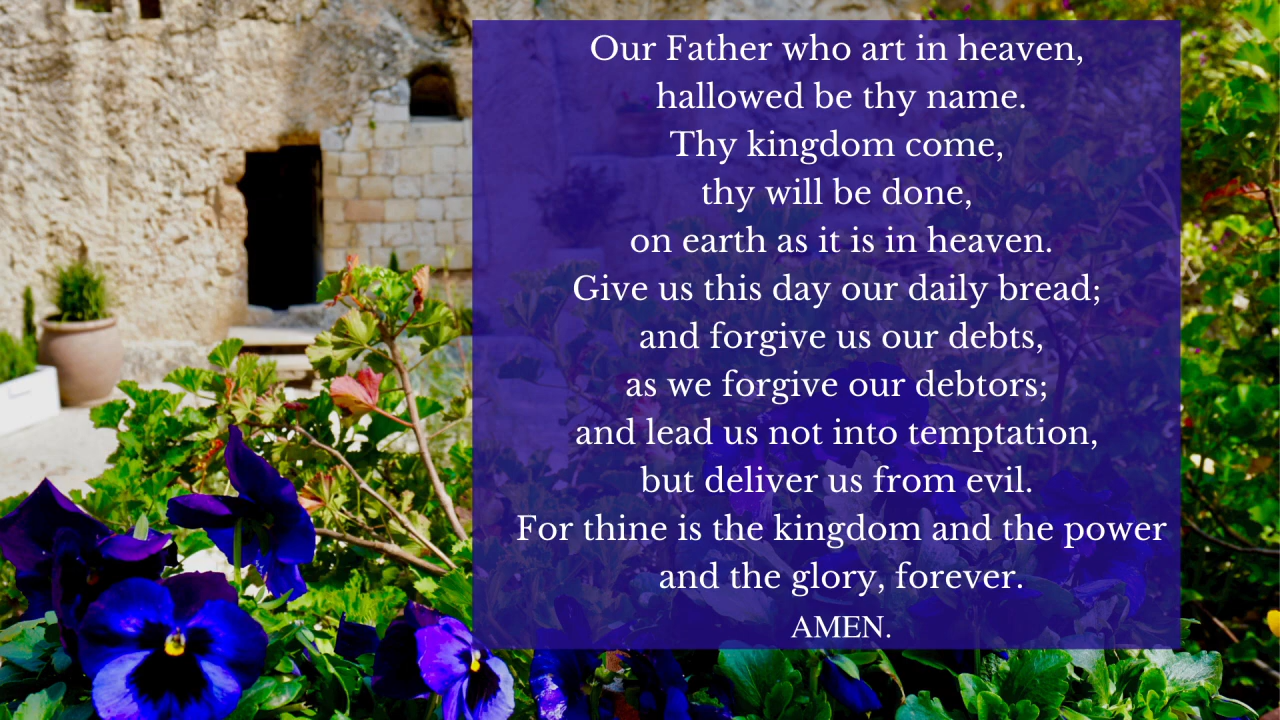 Our Father who art in heaven,
hallowed be thy name.
Thy kingdom come,
thy will be done,
on earth as it is in heaven.
Give us this day our daily bread;
and forgive us our debts,
as we forgive our debtors;
and lead us not into temptation,
but deliver us from evil.
For thine is the kingdom and the power
and the glory, forever.
AMEN.